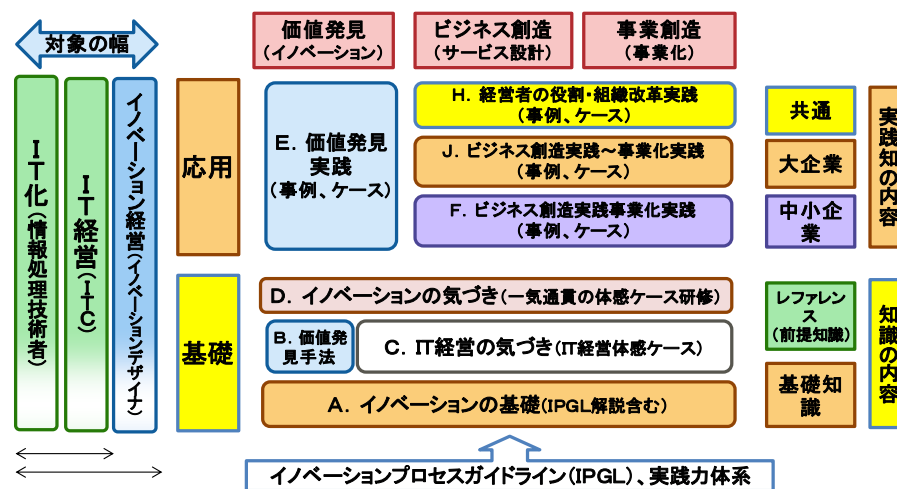 対象の幅
価値発見
(イノベーション)
ビジネス創造
(サービス設計)
事業創造
(事業化)
IT化(情報処理技術者)
IT経営(ITC)
イノベーション経営(イノベーションデザイナ)
応用
E. 価値発見
実践
(事例、ケース)
H. 経営者の役割・組織改革実践
(事例、ケース)
J. ビジネス創造実践～事業化実践
(事例、ケース)
F. ビジネス創造実践事業化実践
(事例、ケース)
共通
大企業
中小企
業
実践知の内容
基礎
D. イノベーションの気づき(一気通貫の体感ケース研修)
B. 価値発
見手法
C. IT経営の気づき(IT経営体感ケース)
A. イノベーションの基礎(IPGL解説含む)
レファレン
ス
(前提知識)
基礎知
識
知識の内容
イノベーションプロセスガイドライン(IPGL)、実践力体系